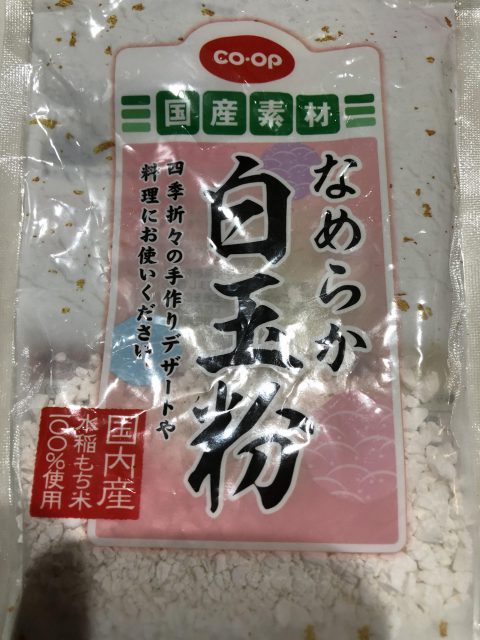 co·op
国産素材
なめらか
白玉粉
四季折々の手作りデザートや
料理にお使いください。
国内産
水稲もち米
100%使用